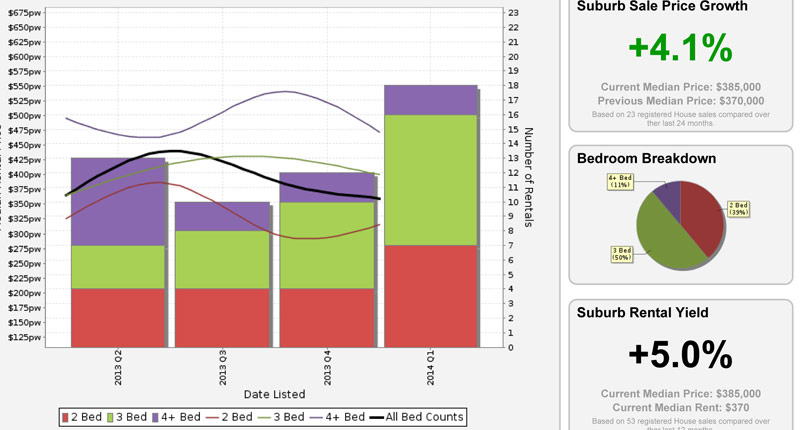 $675pw
$650pw
$625pw
$600pw
$575pw
$550pw
$525pw
$500pw
$475pw
$450pw
$425pw
$400pw
$375pw
$350pw
$325pw
$300pw
$275pw
$250pw
$225pw
$200pw
$175pw
$150pw
$125pw
23
22
21
20
19
18
17
16
15
14
13
12
11
10
9
8
7
6
5
4
3
2
1
0
Number of Rentals
2013 Q2
2013 Q3
2013 Q4
2014 Q1
Date Listed
2 Bed 3 Bed 4+ Bed 2 Bed 3 Bed 4+ Bed All Bed Counts
Suburb Sale Price Growth
+4.1%
Current Median Price: $385,000
Previous Median Price: $370,000
Based on 23 registered House sales compared over
ther last 24 months.
Bedroom Breakdown
4+ Bed
(11%)
2 Bed
(39%)
3 Bed
(50%)
Suburb Rental Yield
+5.0%
Current Median Price: $385,000
Current Median Rent: $370
Based on 53 registered House sales compared over
ther last 12 months.